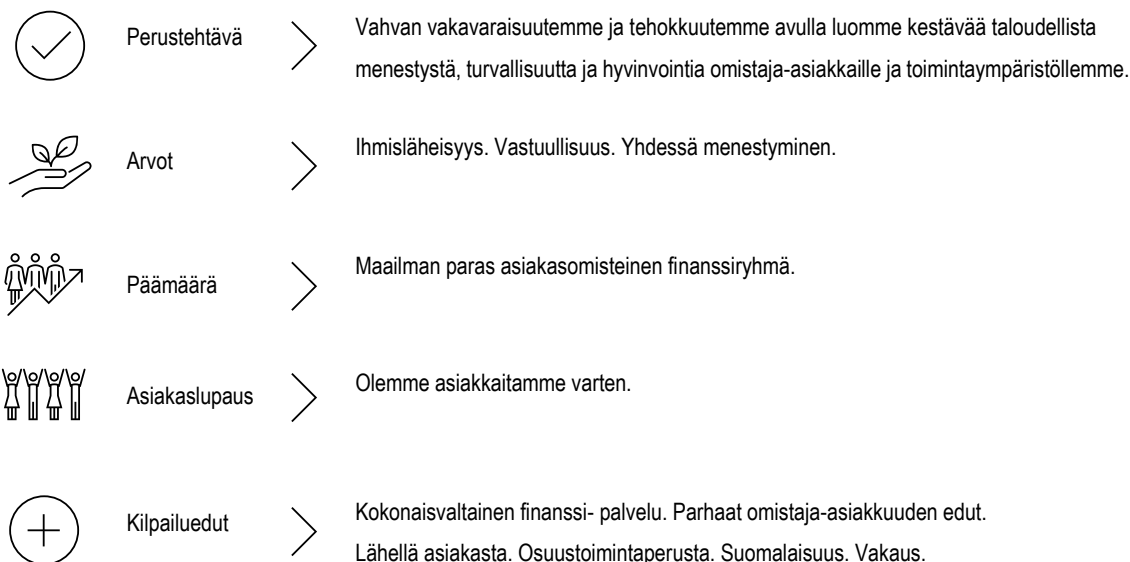 Perustehtävä
Vahvan vakavaraisuutemme ja tehokkuutemme avulla luomme kestävää taloudellista
menestystä, turvallisuutta ja hyvinvointia omistaja-asiakkaille ja toimintaympäristöllemme.
Arvot
Ihmisläheisyys. Vastuullisuus. Yhdessä menestyminen.
Päämäärä
Maailman paras asiakasomisteinen finanssiryhmä.
Asiakaslupaus
Olemme asiakkaitamme varten.
Kilpailuedut
Kokonaisvaltainen finanssi- palvelu. Parhaat omistaja-asiakkuuden edut.
Lähellä asiakasta. Osuustoimintaperusta. Suomalaisuus. Vakaus.